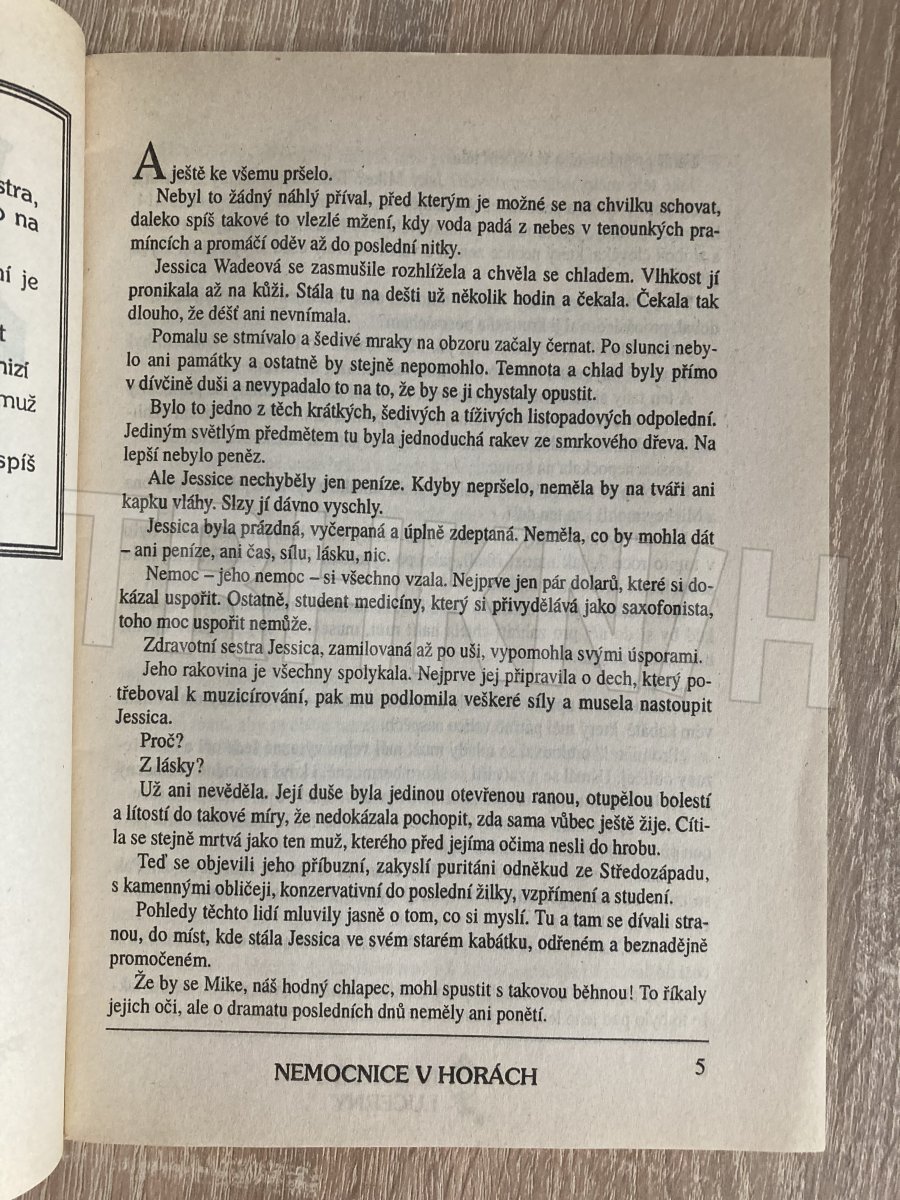 stra,
o na
ní je
t
nizí
muž
spíš
A ještě ke všemu pršelo.
Nebyl to žádný náhlý příval, před kterým je možné se na chvilku schovat,
daleko spíš takové to vlezlé mžení, kdy voda padá z nebes v tenounkých pra-
míncích a promáčí oděv až do poslední nitky.
Jessica Wadeová se zasmušile rozhlížela a chvěla se chladem. Vlhkost jí
pronikala až na kůži. Stála tu na dešti už několik hodin a čekala. Čekala tak
dlouho, že déšť ani nevnímala.
Pomalu se stmívalo a šedivé mraky na obzoru začaly černat. Po slunci neby-
lo ani památky a ostatně by stejně nepomohlo. Temnota a chlad byly přímo
v dívčině duši a nevypadalo to na to, že by se ji chystaly opustit.
Bylo to jedno z těch krátkých, šedivých a tíživých listopadových odpolední.
Jediným světlým předmětem tu byla jednoduchá rakev ze smrkového dřeva. Na
lepší nebylo peněz.
Ale Jessice nechyběly jen peníze. Kdyby nepršelo, neměla by na tváři ani
kapku vláhy. Slzy jí dávno vyschly.
Jessica byla prázdná, vyčerpaná a úplně zdeptaná. Neměla, co by mohla dát
– ani peníze, ani čas, sílu, lásku, nic.
Nemoc – jeho nemoc – si všechno vzala. Nejprve jen pár dolarů, které si do-
kázal uspořit. Ostatně, student medicíny, který si přivydělává jako saxofonista,
toho moc uspořit nemůže.
Zdravotní sestra Jessica, zamilovaná až po uši, vypomohla svými úsporami.
Jeho rakovina je všechny spolykala. Nejprve jej připravila o dech, který po-
třeboval k muzicírování, pak mu podlomila veškeré síly a musela nastoupit
Jessica.
Proč?
Z lásky?
Už ani nevěděla. Její duše byla jedinou otevřenou ranou, otupělou bolestí
a lítostí do takové míry, že nedokázala pochopit, zda sama vůbec ještě žije. Cíti-
la se stejně mrtvá jako ten muž, kterého před jejíma očima nesli do hrobu.
Teď se objevili jeho příbuzní, zakyslí puritáni odněkud ze Středozápadu,
s kamennými obličeji, konzervativní do poslední žilky, vzpřímení a studení.
Pohledy těchto lidí mluvily jasně o tom, co si myslí. Tu a tam se dívali stra-
nou, do míst, kde stála Jessica ve svém starém kabátku, odřeném a beznadějně
promočeném.
Že by se Mike, náš hodný chlapec, mohl spustit s takovou běhnou! To říkaly
jejich oči, ale o dramatu posledních dnů neměly ani ponětí.
NEMOCNICE V HORÁCH
5